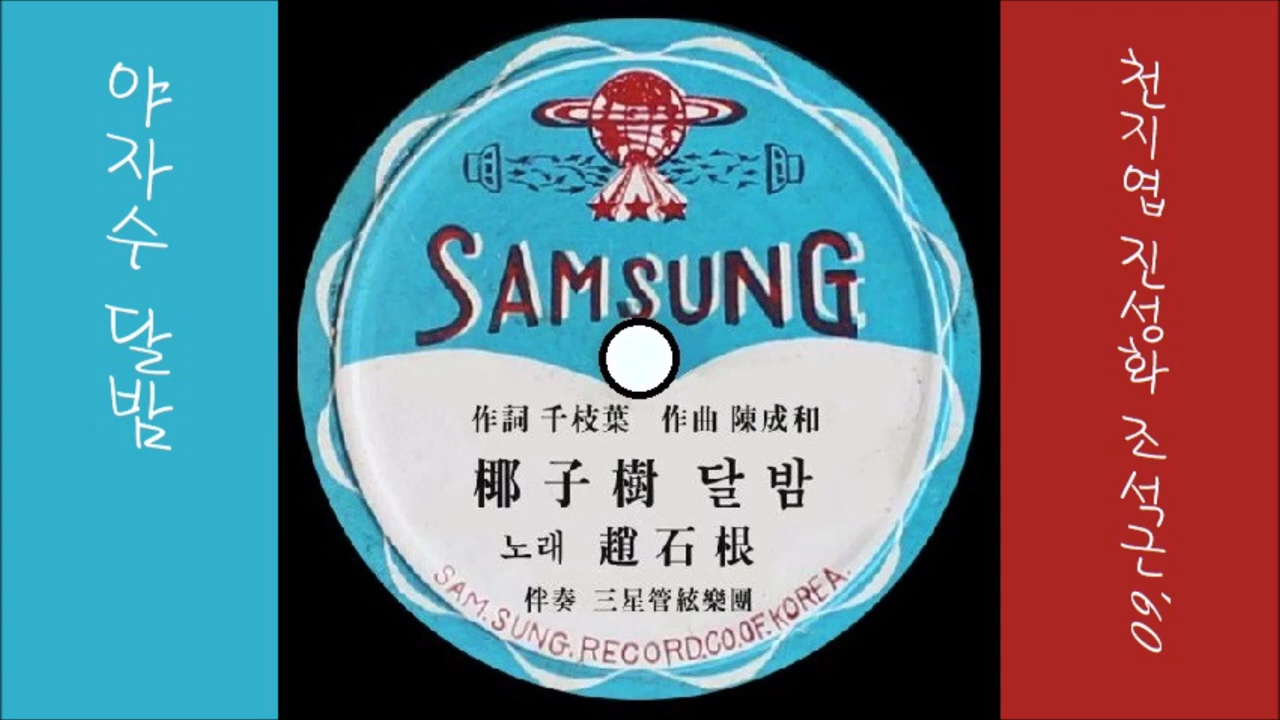 야자수 달밤
SAMSUNG
作詞 千枝葉 作曲 陳成和
椰子樹 달밤
노래 趙石根
伴奏 三星管絃樂團
SAM.SUNG.RECORD.CO.OF.KOREA.
천지엽 진성화 조석근 '60